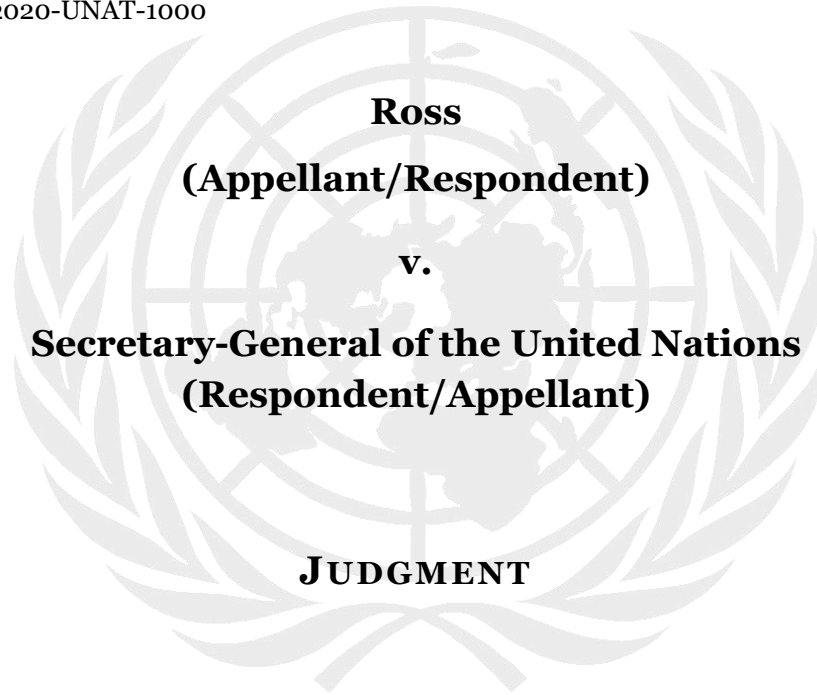 2020-UNAT-1000
Ross
(Appellant/Respondent)
v.
Secretary-General of the United Nations
(Respondent/Appellant)
JUDGMENT